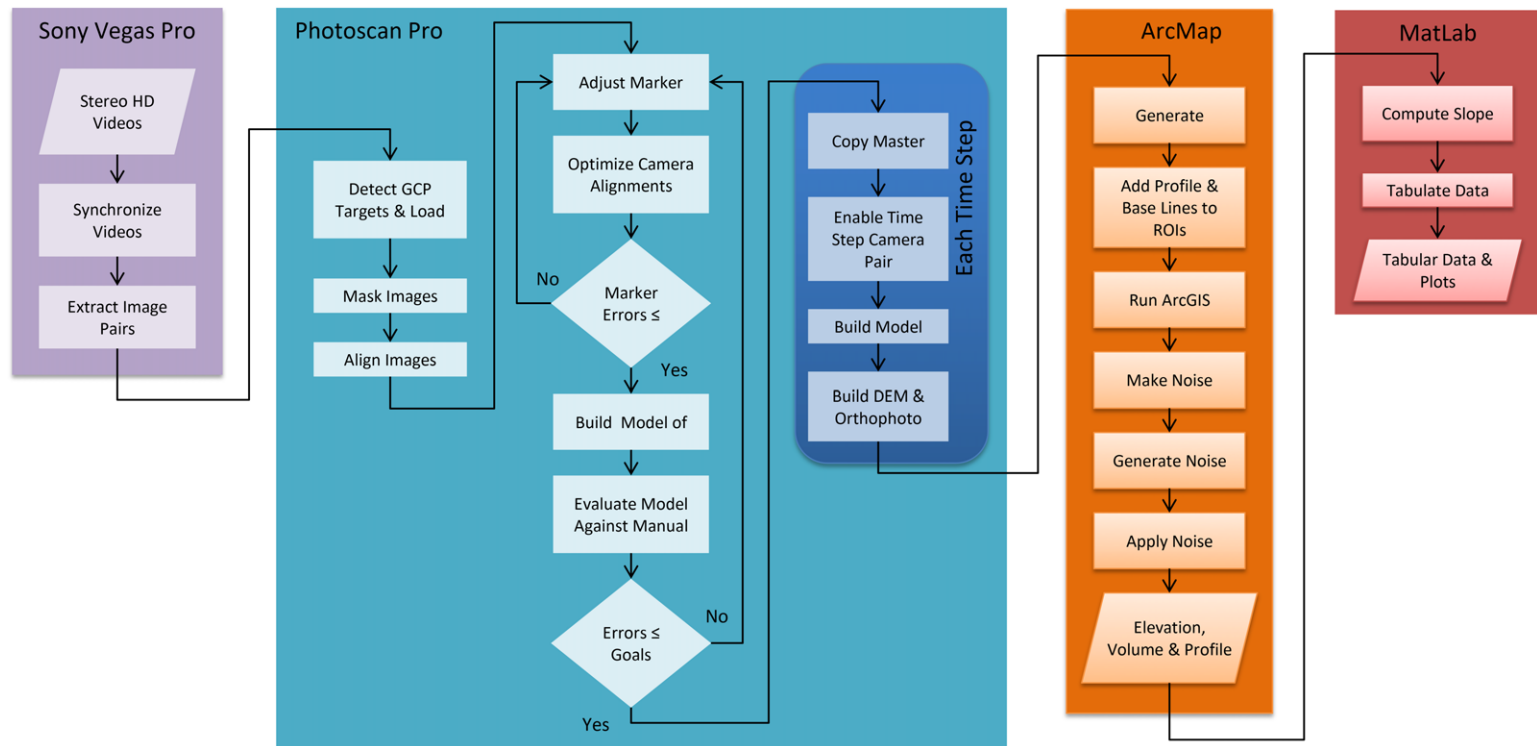 Sony Vegas Pro
Stereo HD
Videos
Synchronize
Videos
Extract Image
Pairs
Photoscan Pro
Detect GCP
Targets & Load
Mask Images
Align Images
Adjust Marker
Optimize Camera
Alignments
No
Marker
Errors ≤
Yes
Build  Model of
Evaluate Model
Against Manual
No
Errors ≤
Goals
Yes
Each Time Step
Copy Master
Enable Time
Step Camera
Pair
Build Model
Build DEM &
Orthophoto
ArcMap
Generate
Add Profile &
Base Lines to
ROIs
Run ArcGIS
Make Noise
Generate Noise
Apply Noise
Elevation,
Volume & Profile
MatLab
Compute Slope
Tabulate Data
Tabular Data &
Plots